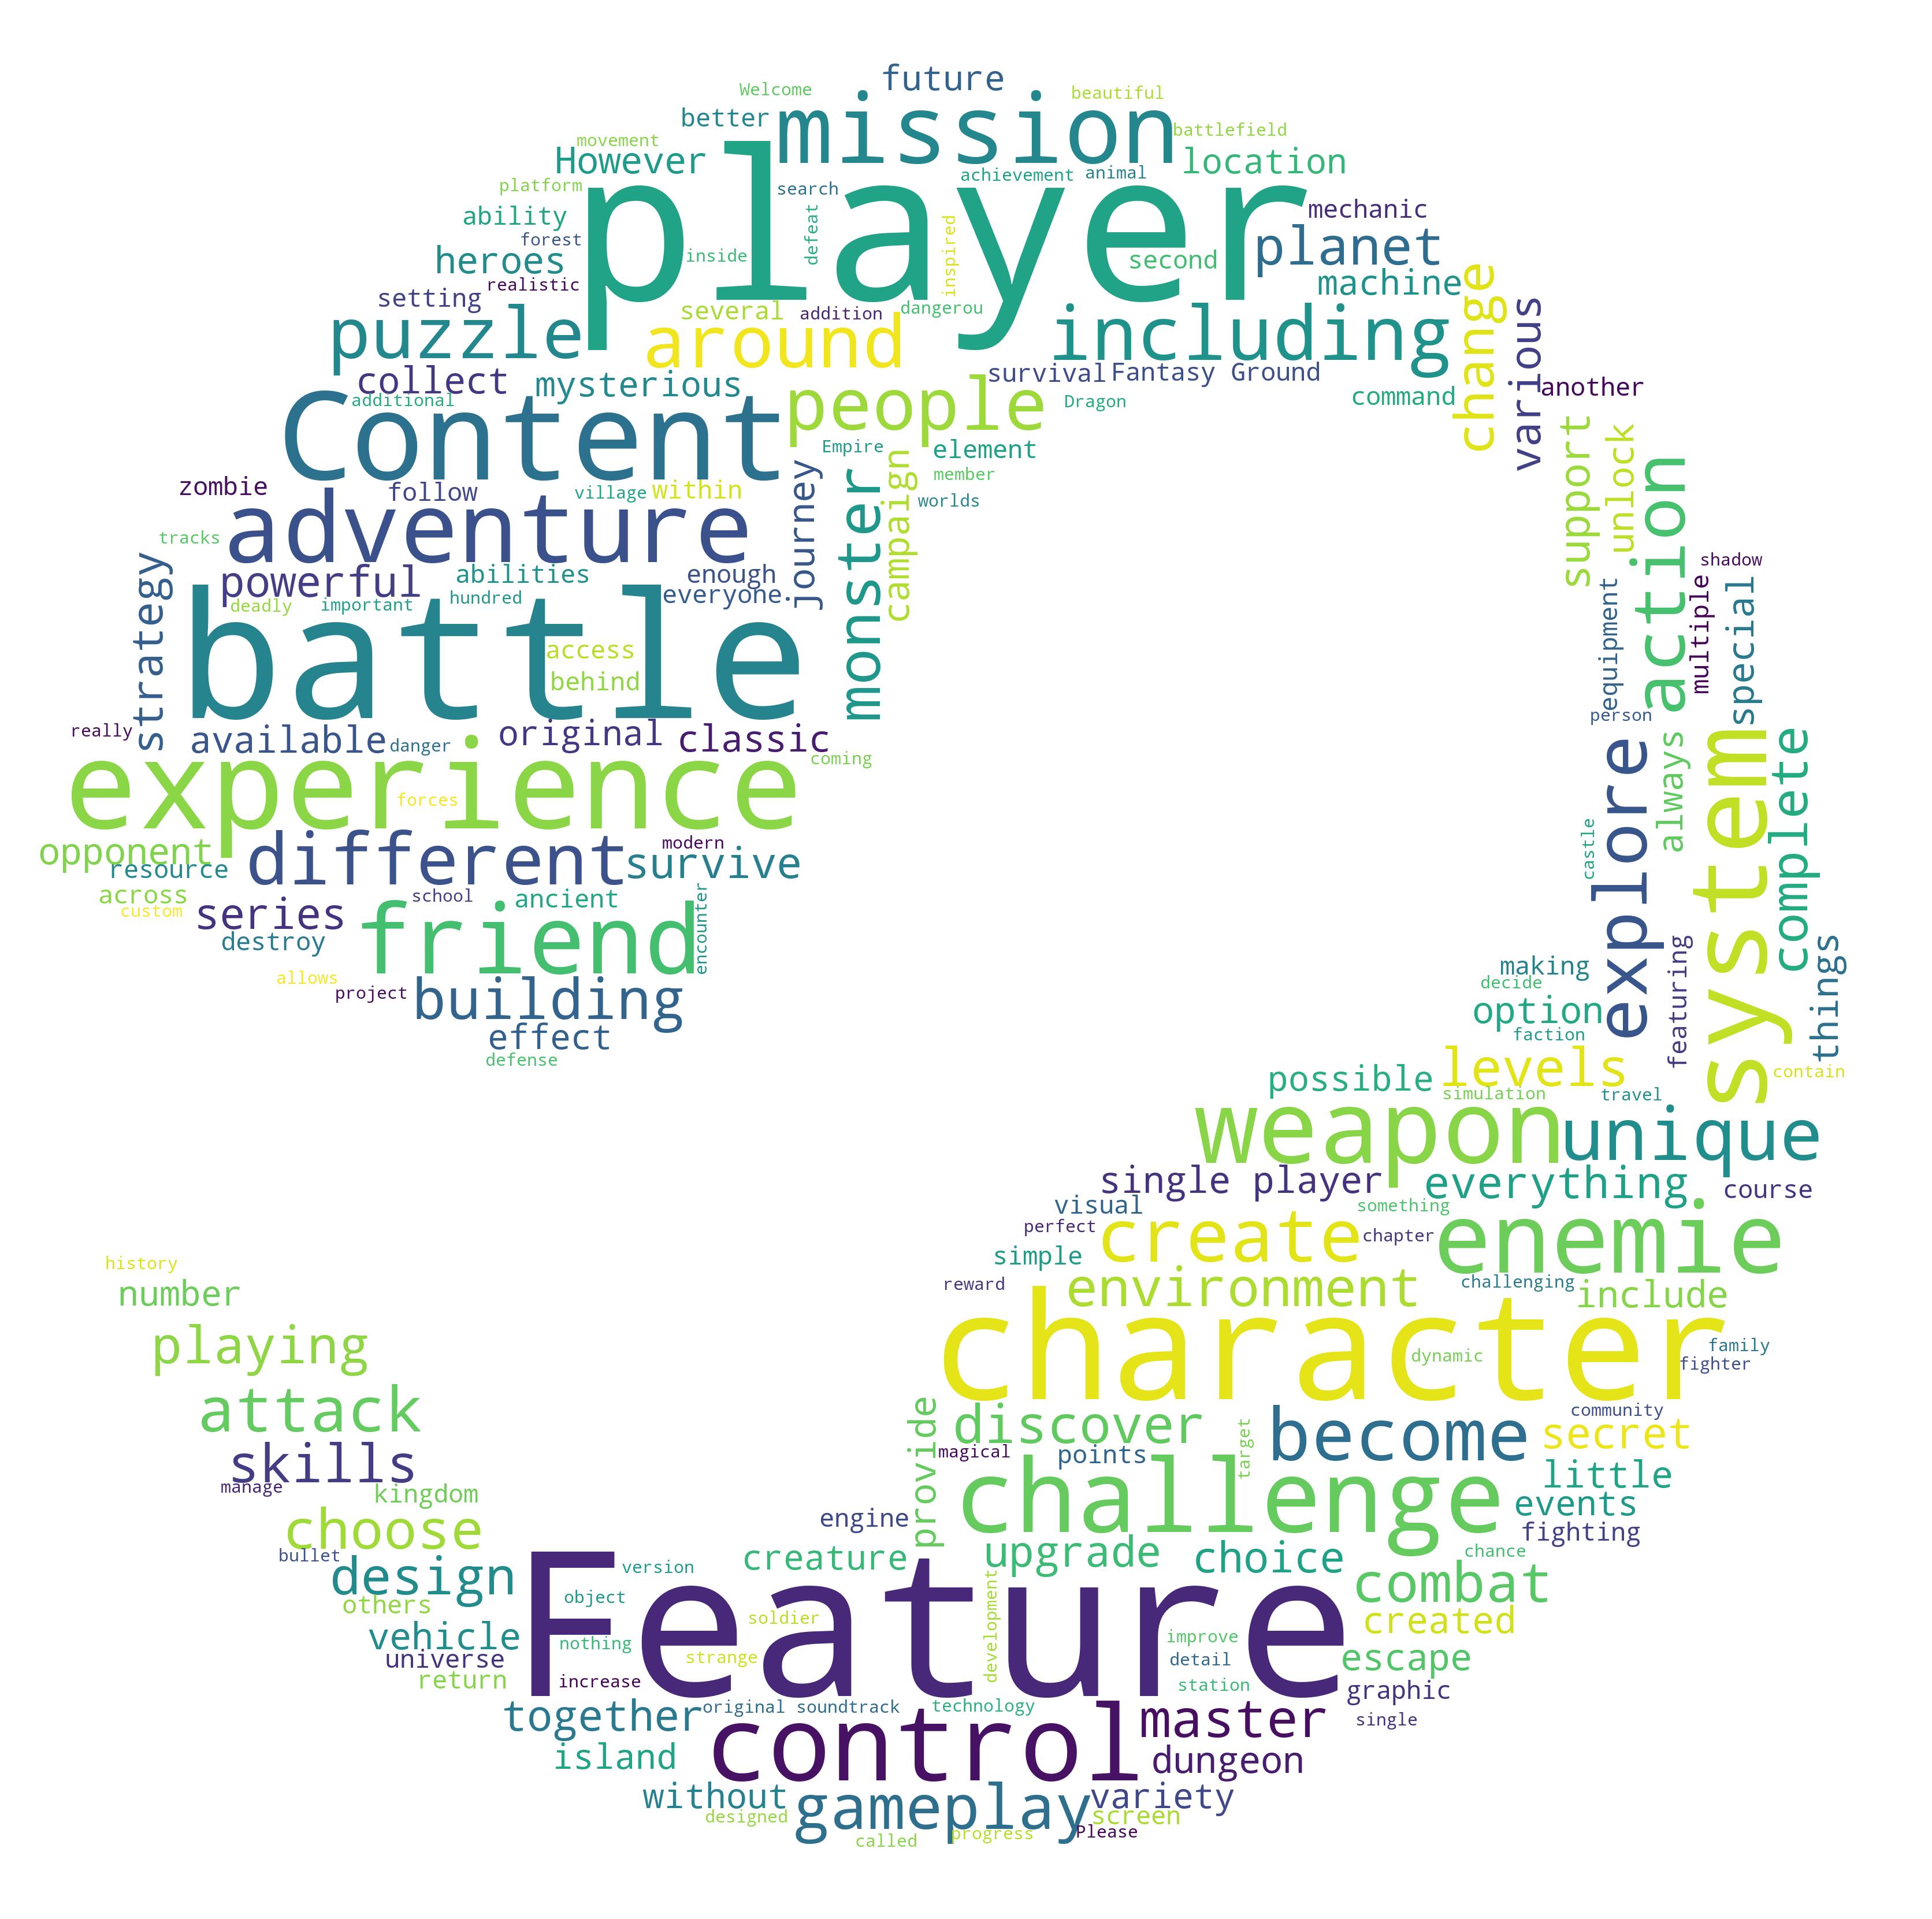 future
Welcome
beautiful
better
mission
battlefield
movement
However
location
platform
search
achievement
animal
player
ability
mechanic
forest
defeat
inspired
heroes
inside
second
planet
realistic
machine
setting
several
addition
dangerou
change
various
puzzle
around
including
collect
mysterious
survival
Fantasy Ground
another
additional
people
Dragon
command
Content
Empire
element
support
unlock
zombie
follow
village
within
journey
monster
campaign
member
worlds
action
adventure
tracks
strategy
powerful
abilities
enough
shadow
deadly
important
hundred
everyone
equipment
multiple
special
battle
access
behind
person
really
available
danger
original
classic
coming
explore
always
system
complete
experience
forces
opponent
resource
different
modern
survive
castle
across
school
ancient
encounter
custom
series
friend
destroy
featuring
things
allows
project
building
making
decide
option
effect
faction
defense
possible
levels
contain
simulation
travel
weapon
unique
single player
everything
course
visual
something
perfect
create
chapter
enemie
simple
history
reward
environment
challenging
include
number
character
playing
dynamic
family
fighter
attack
provide
discover
become
community
secret
skills
magical
points
target
little
manage
kingdom
challenge
events
choose
engine
fighting
bullet
version
creature
upgrade
choice
chance
design
Feature
object
development
combat
others
soldier
created
vehicle
nothing
improve
universe
strange
detail
escape
return
increase
station
graphic
together
original soundtrack
technology
control
master
single
island
dungeon
without
gameplay
variety
designed
screen
called
progress
Please